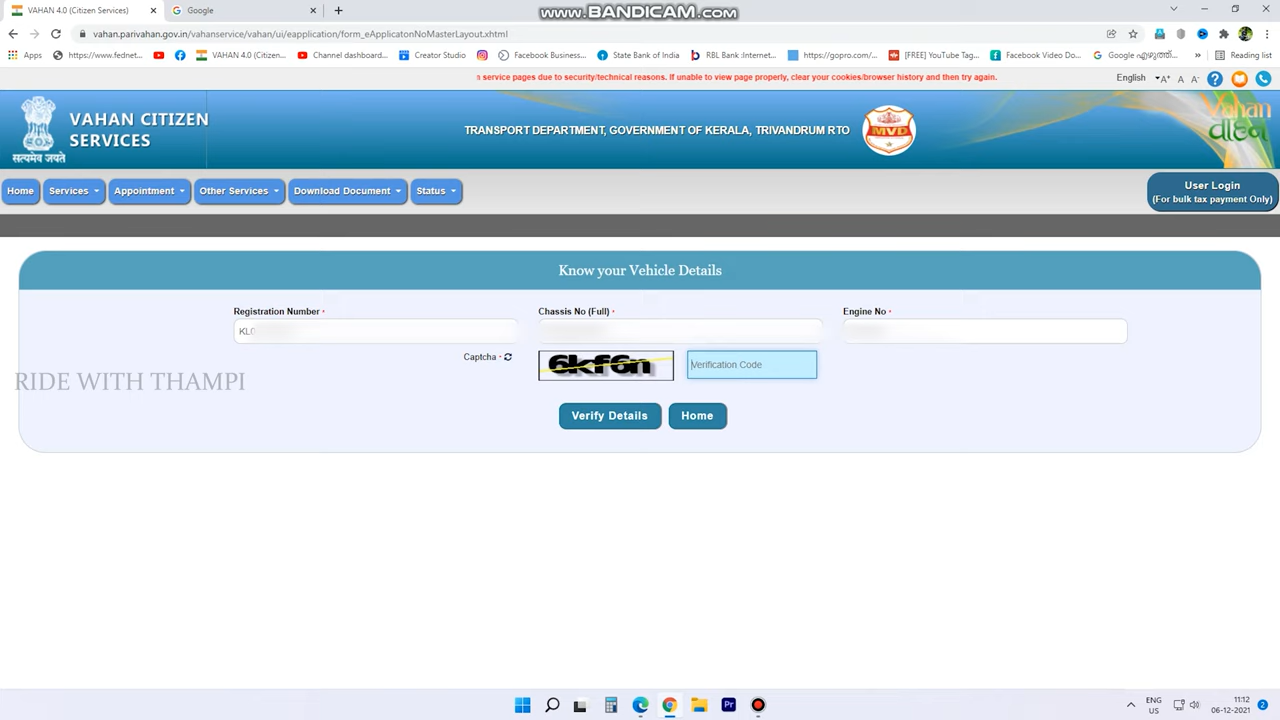 www.BANDICAM.com
VAHAN 4.0 (Citizen Services)
Google
vahan.parivahan.gov.in/vahanservice/vahan/ui/eapplication/form_eApplicatonNoMasterLayout.xhtml
Apps
https://www.fednet...
VAHAN 4.0 (Citizen...
Channel dashboard...
Creator Studio
Facebook Business...
State Bank of India
RBL Bank :Internet...
https://gopro.com/...
[FREE] YouTube Tag...
Facebook Video Do...
Reading list
n service pages due to security/technical reasons. If unable to view page properly, clear your cookies/browser history and then try again.
English
A+ A A-
VAHAN CITIZEN
SERVICES
सत्यमेव जयते
TRANSPORT DEPARTMENT, GOVERNMENT OF KERALA, TRIVANDRUM RTO
MVD
Vahan
वाहन
Home
Services
Appointment
Other Services
Download Document
Status
User Login
(For bulk tax payment Only)
Know your Vehicle Details
Registration Number *
Chassis No (Full) *
Engine No *
KL0
Captcha *
6kf6n
Verification Code
RIDE WITH THAMPI
Verify Details
Home
Pr
ENG
US
11:12
06-12-2021
2